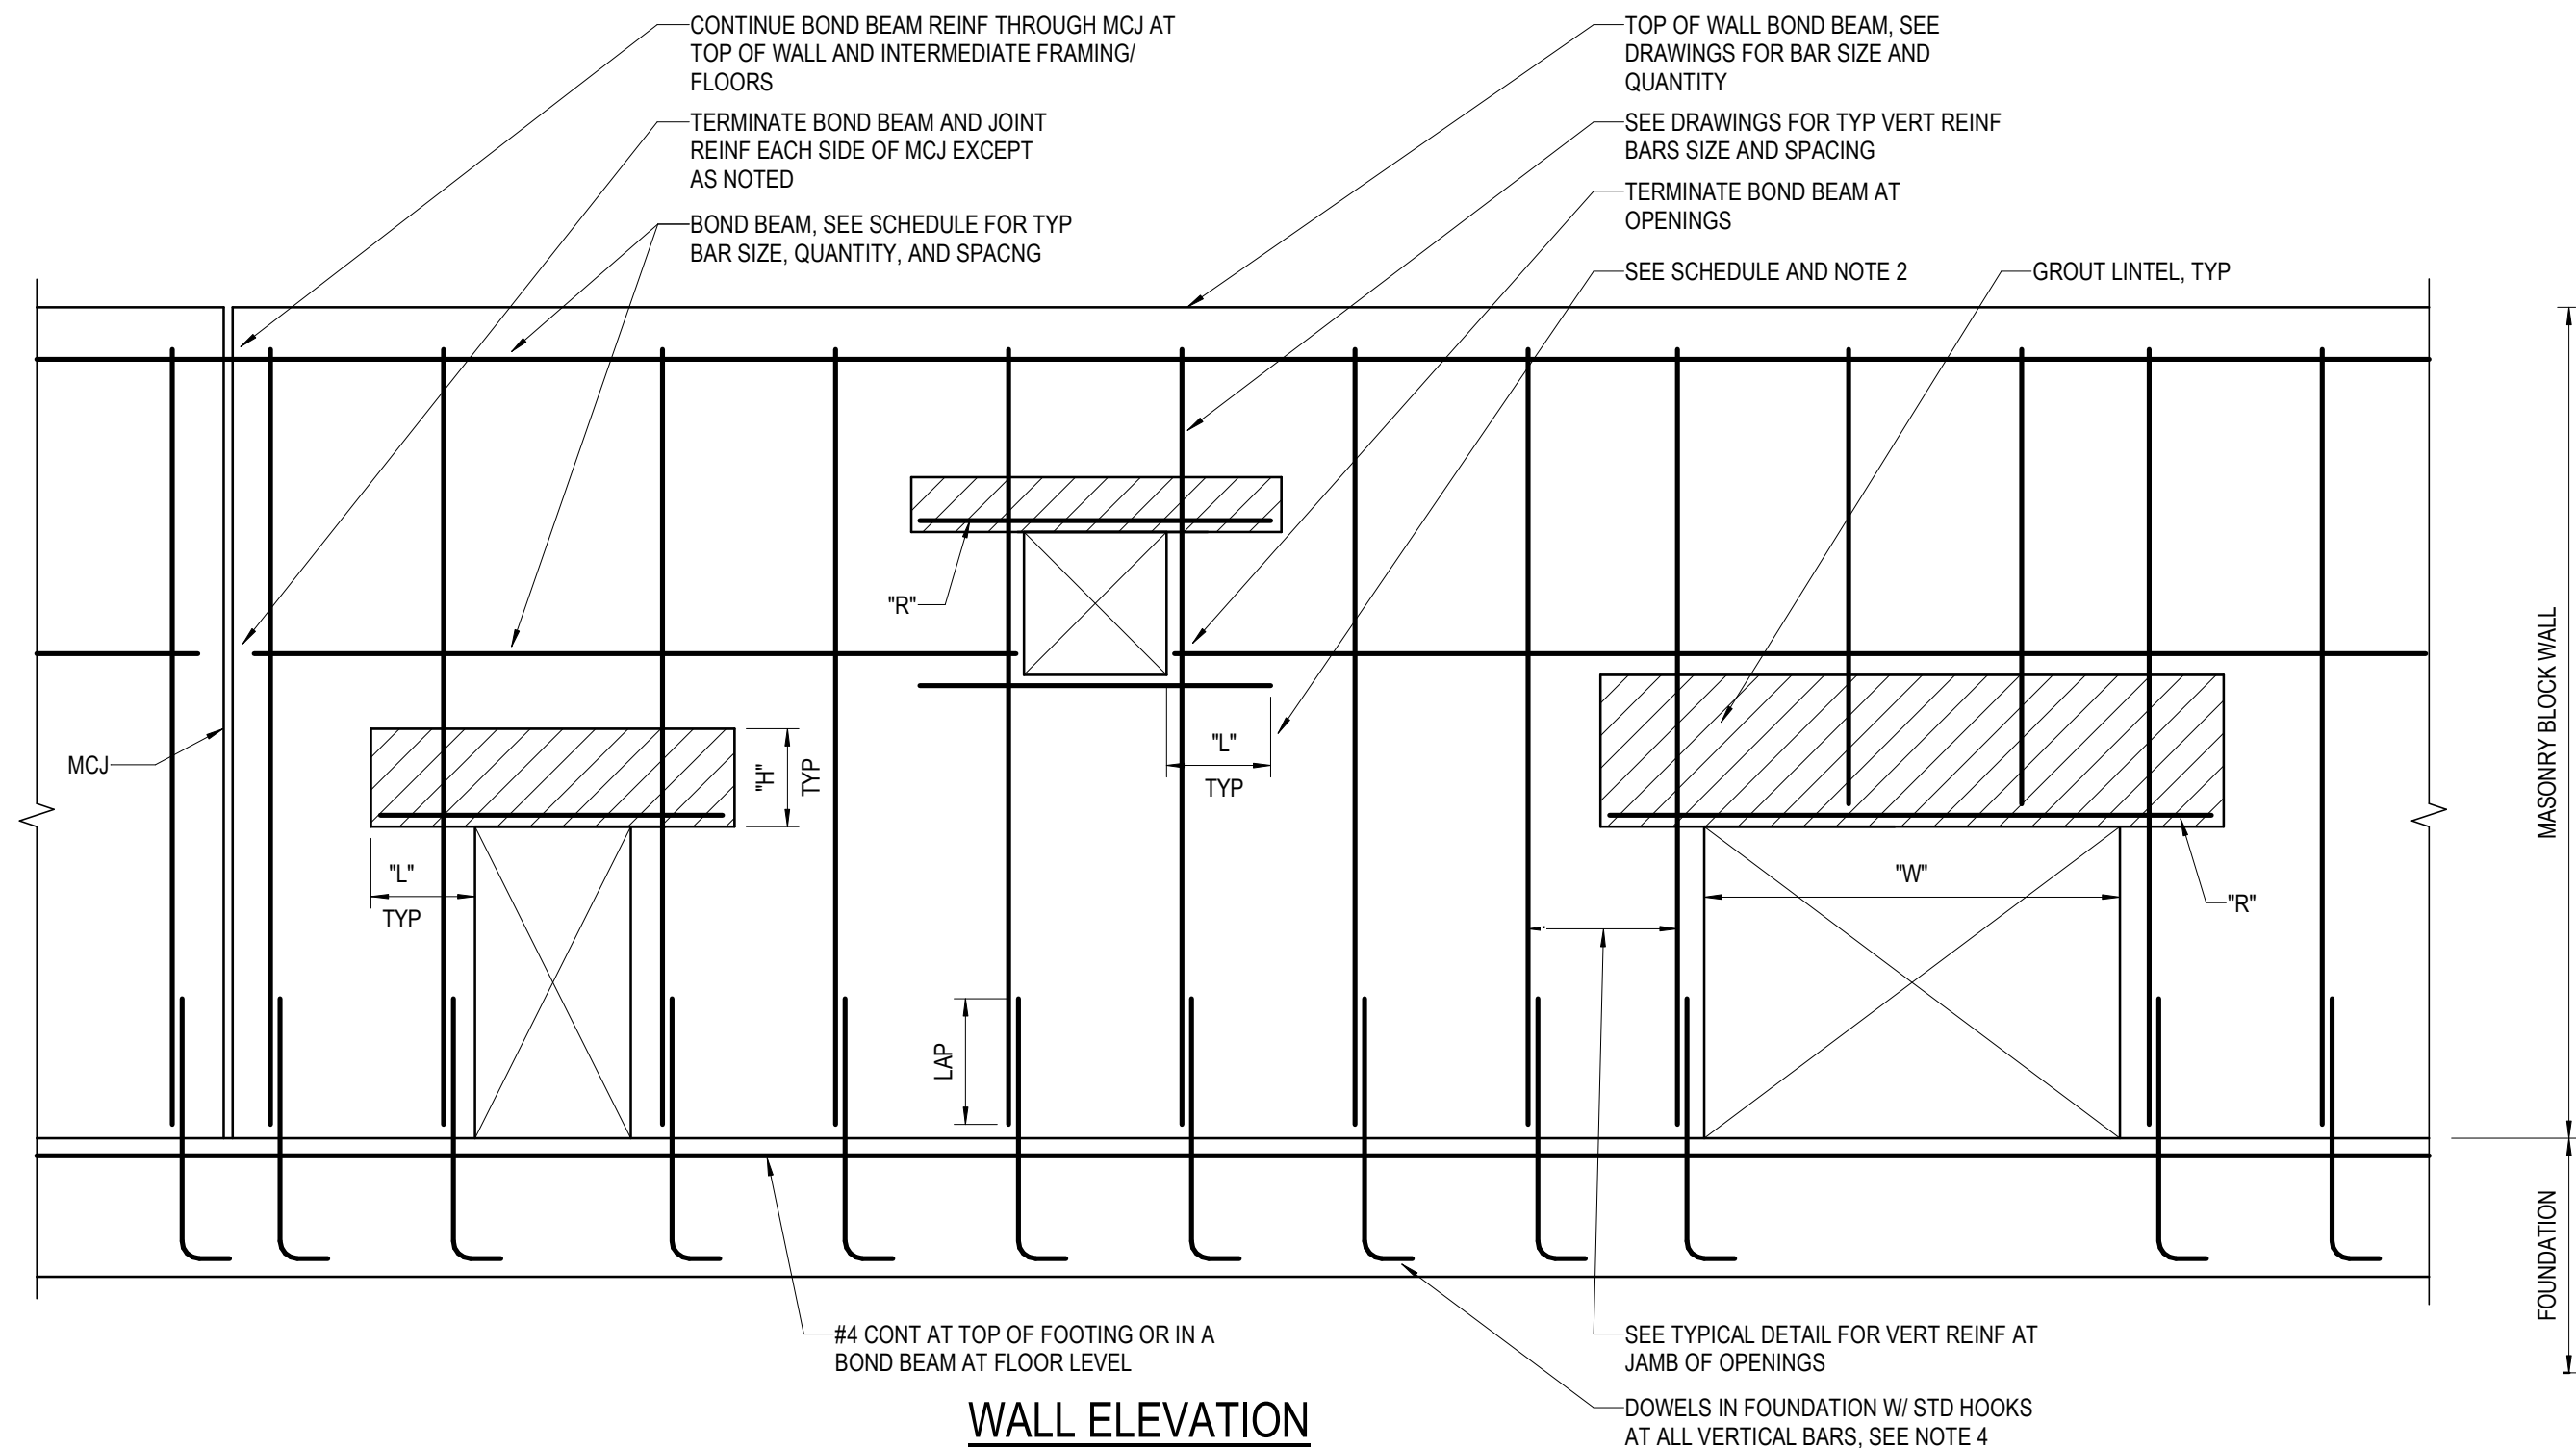 CONTINUE BOND BEAM REINF THROUGH MCJ AT
TOP OF WALL AND INTERMEDIATE FRAMING/
FLOORS
TERMINATE BOND BEAM AND JOINT
REINF EACH SIDE OF MCJ EXCEPT
AS NOTED
BOND BEAM, SEE SCHEDULE FOR TYP
BAR SIZE, QUANTITY, AND SPACNG
TOP OF WALL BOND BEAM, SEE
DRAWINGS FOR BAR SIZE AND
QUANTITY
SEE DRAWINGS FOR TYP VERT REINF
BARS SIZE AND SPACING
TERMINATE BOND BEAM AT
OPENINGS
SEE SCHEDULE AND NOTE 2
GROUT LINTEL, TYP
"R"
MCJ
"H"
TYP
"L"
TYP
"L"
TYP
"W"
"R"
LAP
MASONRY BLOCK WALL
FOUNDATION
#4 CONT AT TOP OF FOOTING OR IN A
BOND BEAM AT FLOOR LEVEL
SEE TYPICAL DETAIL FOR VERT REINF AT
JAMB OF OPENINGS
DOWELS IN FOUNDATION W/ STD HOOKS
AT ALL VERTICAL BARS, SEE NOTE 4
WALL ELEVATION